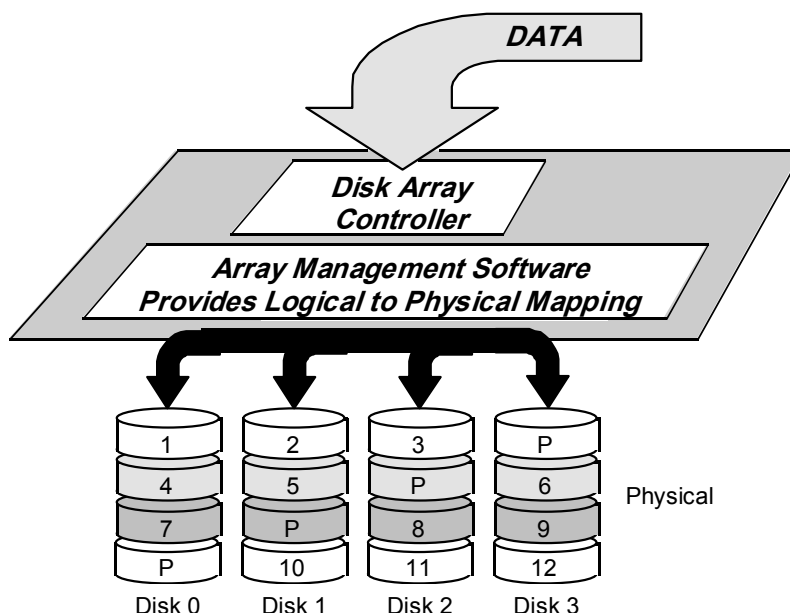 DATA
Disk Array
Controller
Array Management Software
Provides Logical to Physical Mapping
1 2 3 P
4 5 P 6
Physical
7 P 8 9
P 10 11 12
Disk 0 Disk 1 Disk 2 Disk 3